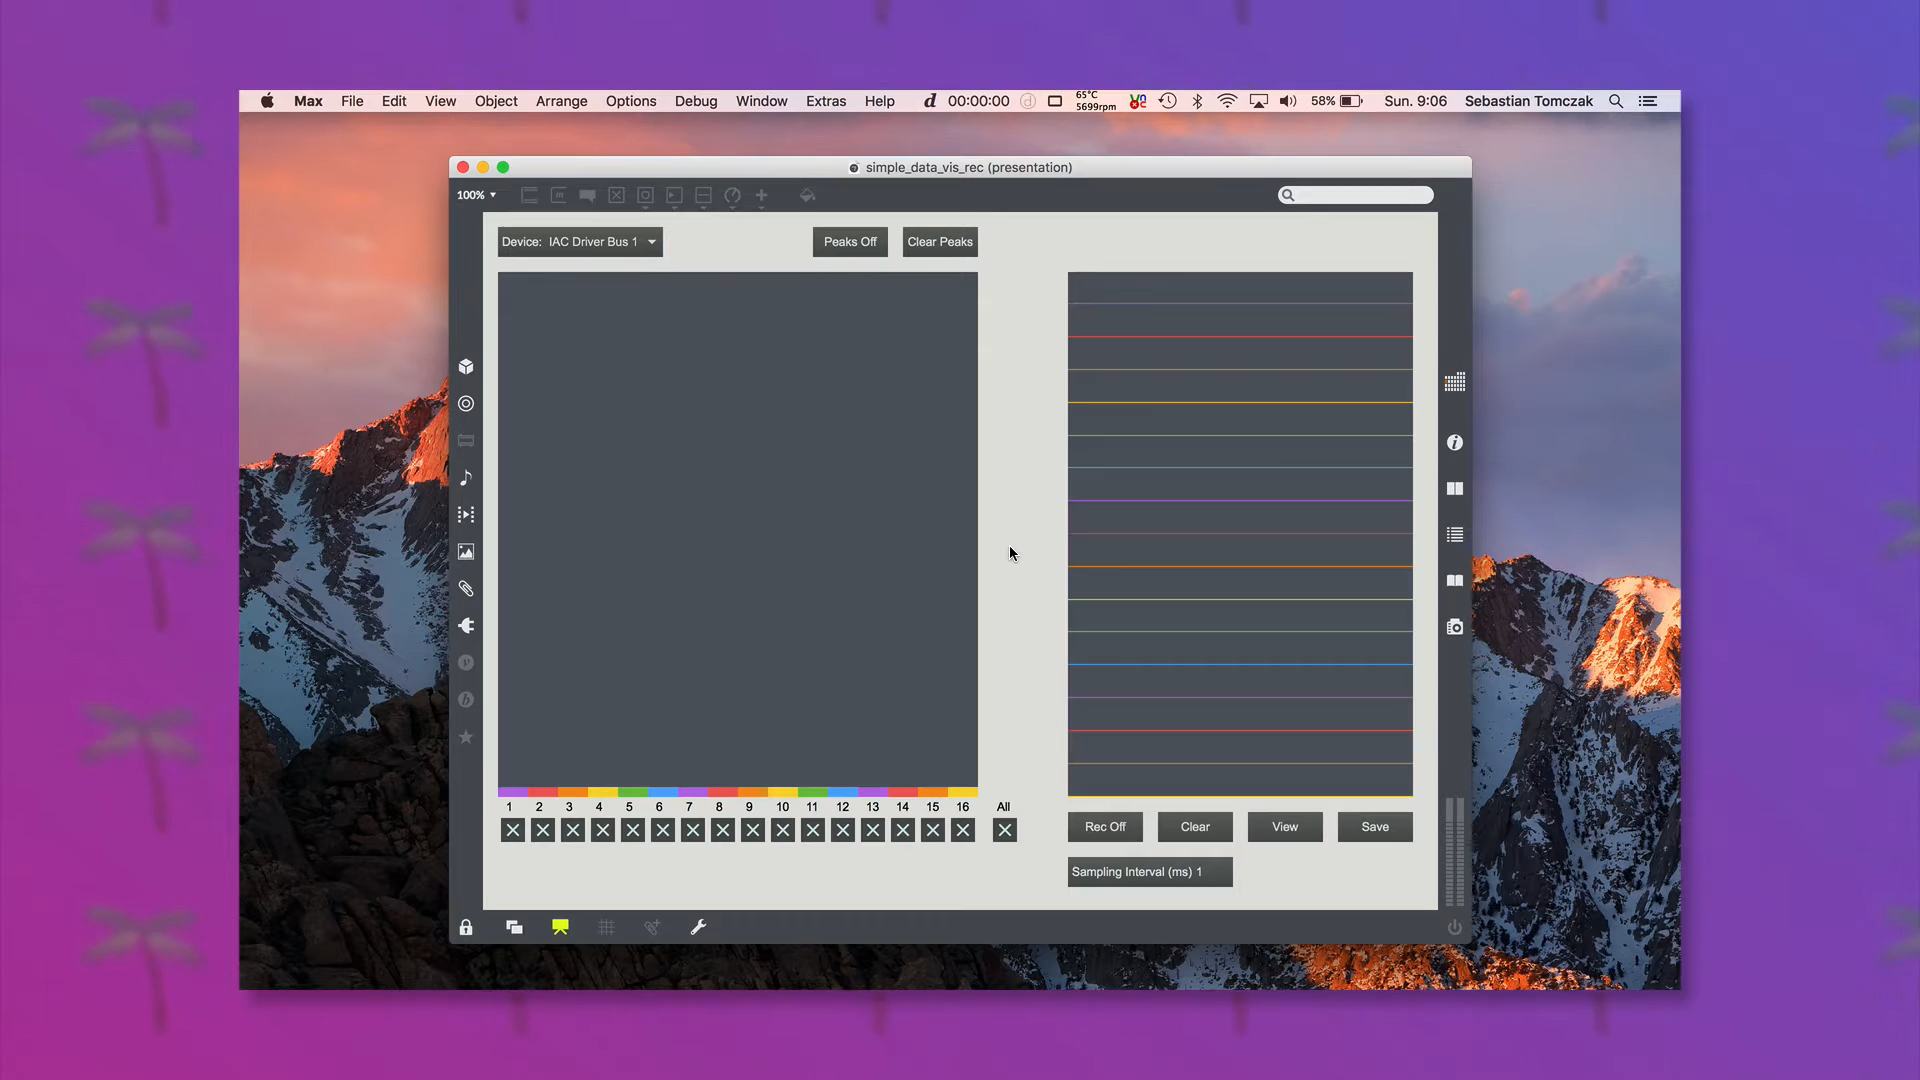 Max File Edit View Object Arrange Options Debug Window Extras Help d 00:00:00 d 65°C 5699rpm 58% Sun. 9:06 Sebastian Tomczak
simple_data_vis_rec (presentation)
100%
Device: IAC Driver Bus 1 Peaks Off Clear Peaks
1 2 3 4 5 6 7 8 9 10 11 12 13 14 15 16 All
Rec Off Clear View Save
Sampling Interval (ms) 1